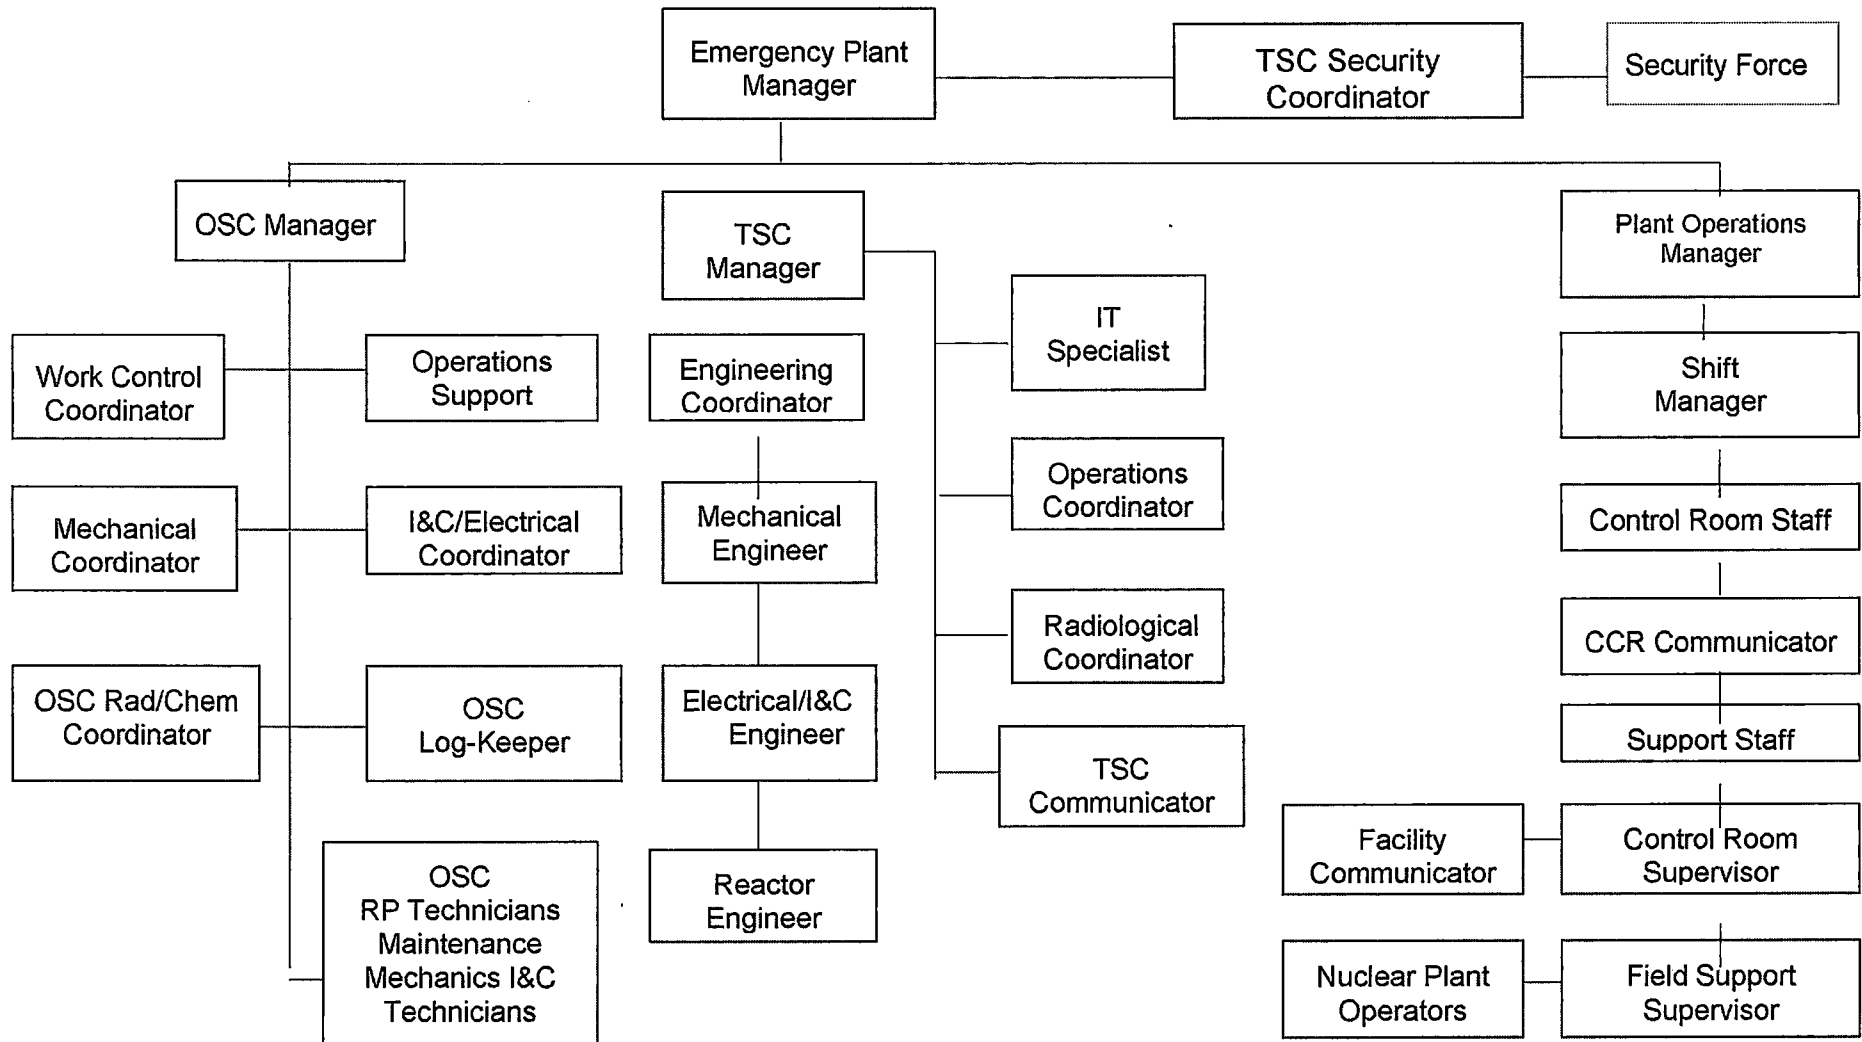 Emergency Plant
Manager
TSC Security
Coordinator
Security Force
OSC Manager
TSC
Manager
Plant Operations
Manager
IT
Specialist
Shift
Manager
Work Control
Coordinator
Operations
Support
Engineering
Coordinator
Operations
Coordinator
Control Room Staff
Mechanical
Coordinator
I&C/Electrical
Coordinator
Mechanical
Engineer
Radiological
Coordinator
CCR Communicator
OSC Rad/Chem
Coordinator
OSC
Log-Keeper
Electrical/I&C
Engineer
TSC
Communicator
Support Staff
Facility
Communicator
Control Room
Supervisor
OSC
RP Technicians
Maintenance
Mechanics I&C
Technicians
Reactor
Engineer
Nuclear Plant
Operators
Field Support
Supervisor